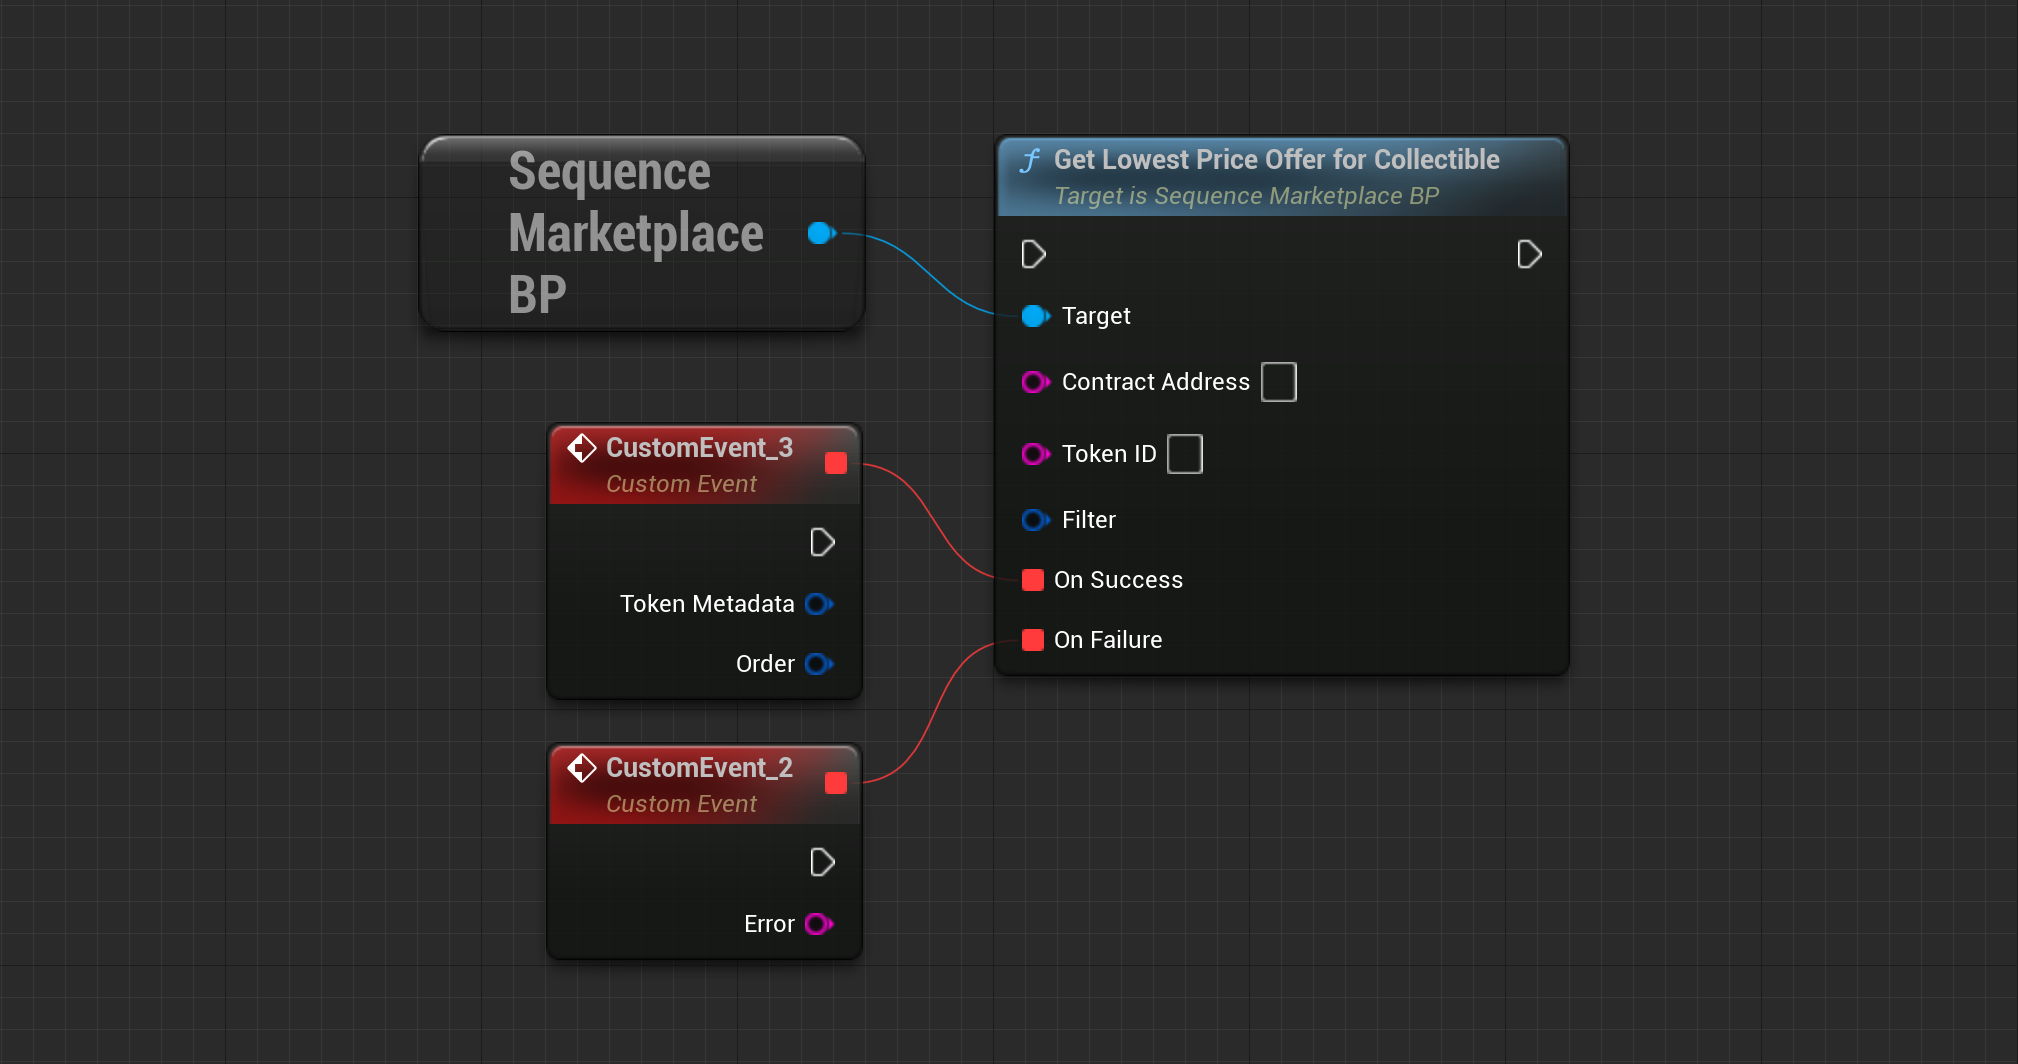 Sequence
Marketplace
BP
Get Lowest Price Offer for Collectible
Target is Sequence Marketplace BP
Target
Contract Address
Token ID
Filter
On Success
On Failure
CustomEvent_3
Custom Event
Token Metadata
Order
CustomEvent_2
Custom Event
Error